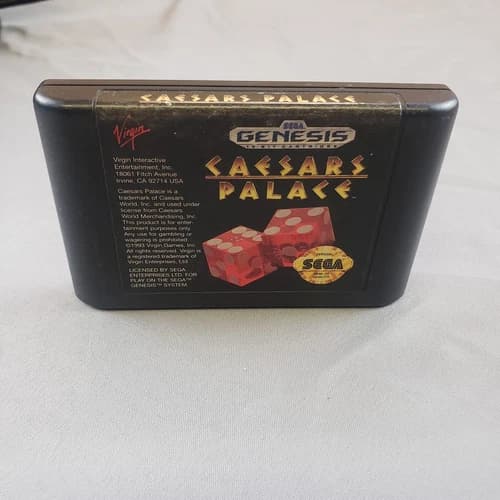 CAESARS PALACE
Virgin
Virgin Interactive
Entertainment, Inc.
18061 Fitch Avenue
Irvine, CA 92714 USA
Caesars Palace is a
trademark of Caesars
World, Inc. and used under
license from Caesars
World Merchandising, Inc.
This product is for enter-
tainment purposes only.
Any use for gambling or
wagering is prohibited.
©1993 Virgin Games, Inc.
All rights reserved. Virgin is
a registered trademark of
Virgin Enterprises, Ltd.
LICENSED BY SEGA
ENTERPRISES LTD. FOR
PLAY ON THE SEGA™
GENESIS™ SYSTEM.
SEGA
GENESIS
16-BIT CARTRIDGE
CAESARS
PALACE™
SEGA